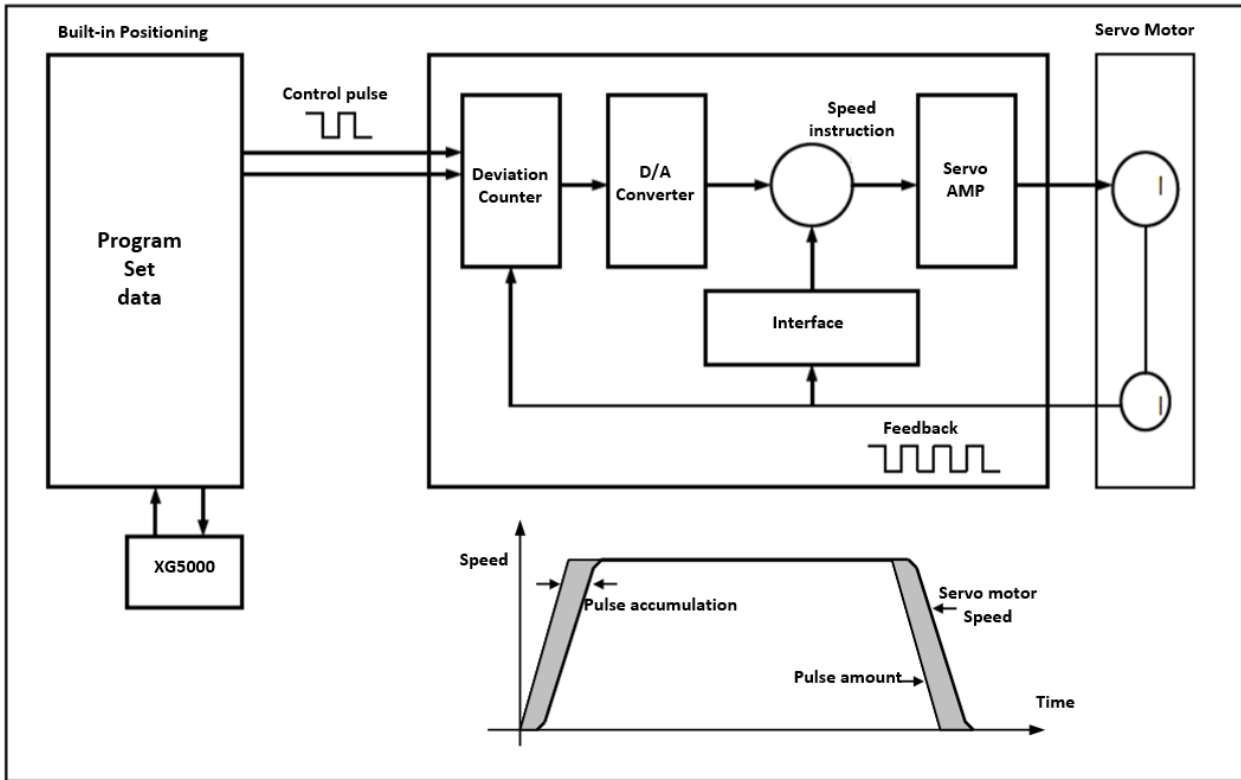 Built-in Positioning
Servo Motor
Control pulse
Program
Set
data
Deviation
Counter
D/A
Converter
Speed
instruction
Servo
AMP
Interface
Feedback
XG5000
Speed
Pulse accumulation
Servo motor
Speed
Pulse amount
Time